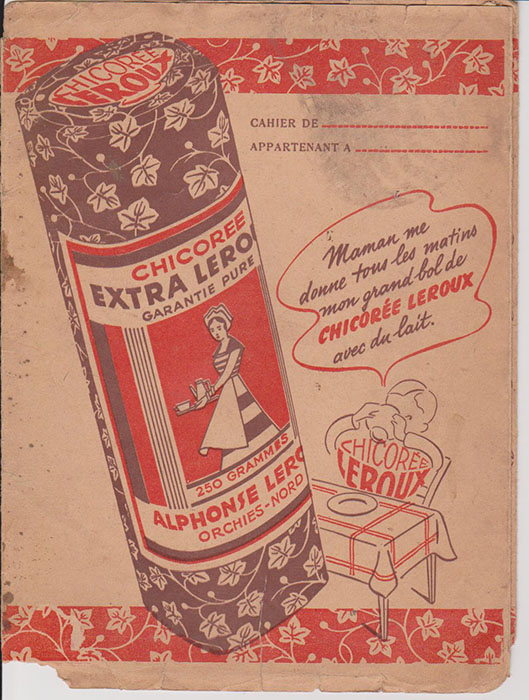 CHICORÉE
LEROUX
CAHIER DE
APPARTENANT A
CHICORÉE
EXTRA LERO
GARANTIE PURE
250 GRAMMES
ALPHONSE LERO
ORCHIES-NORD
Maman me
donne tous les matins
mon grand bol de
CHICORÉE LEROUX
avec du lait.
CHICORÉE
LEROUX